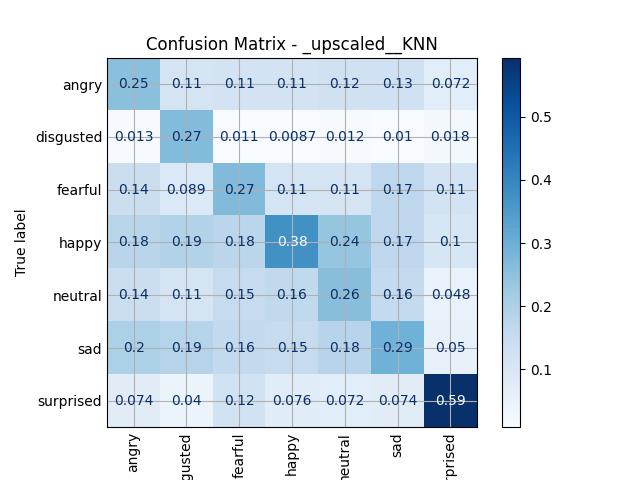 Confusion Matrix - _upscaled__KNN
True label
angry 0.25 0.11 0.11 0.11 0.12 0.13 0.072
disgusted 0.013 0.27 0.011 0.0087 0.012 0.01 0.018
fearful 0.14 0.089 0.27 0.11 0.11 0.17 0.11
happy 0.18 0.19 0.18 0.38 0.24 0.17 0.1
neutral 0.14 0.11 0.15 0.16 0.26 0.16 0.048
sad 0.2 0.19 0.16 0.15 0.18 0.29 0.05
surprised 0.074 0.04 0.12 0.076 0.072 0.074 0.59
angry gusted fearful happy neutral sad prised
0.5
0.4
0.3
0.2
0.1